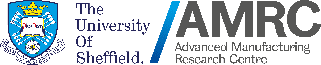 The
University
Of
Sheffield.
AMRC
Advanced Manufacturing
Research Centre